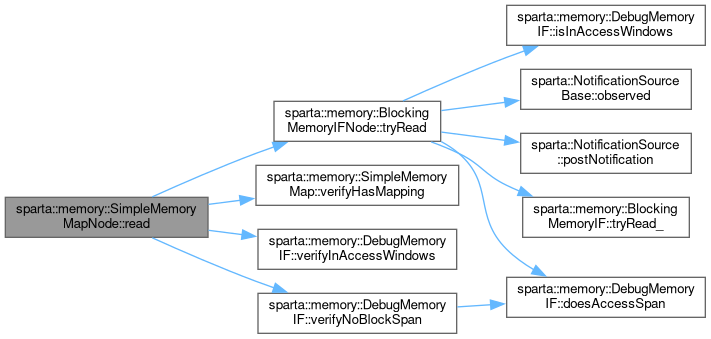 sparta::memory::SimpleMemory
MapNode::read
sparta::memory::Blocking
MemoryIFNode::tryRead
sparta::memory::SimpleMemory
Map::verifyHasMapping
sparta::memory::DebugMemory
IF::verifyInAccessWindows
sparta::memory::DebugMemory
IF::verifyNoBlockSpan
sparta::memory::DebugMemory
IF::isInAccessWindows
sparta::NotificationSource
Base::observed
sparta::NotificationSource
::postNotification
sparta::memory::Blocking
MemoryIF::tryRead_
sparta::memory::DebugMemory
IF::doesAccessSpan